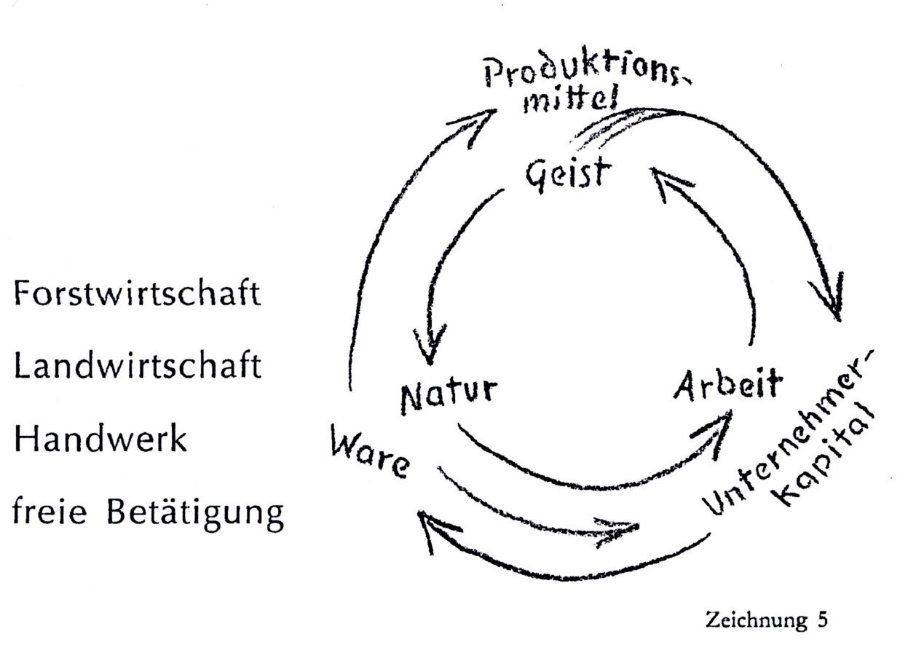 Produktions-
mittel
Geist
Forstwirtschaft
Landwirtschaft
Handwerk
freie Betätigung
Natur
Arbeit
Ware
Unternehmer-
kapital
Zeichnung 5